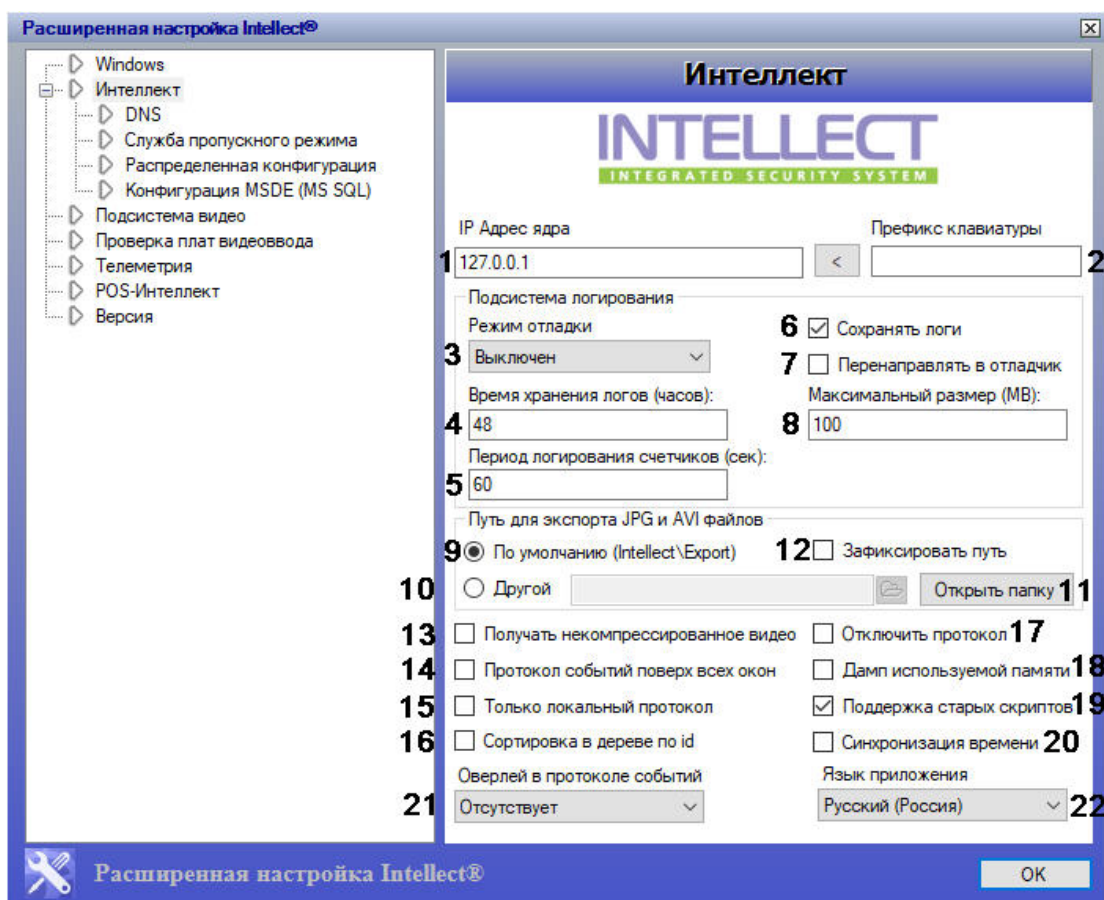 Расширенная настройка Intellect®
Windows
Интеллект
DNS
Служба пропускного режима
Распределенная конфигурация
Конфигурация MSDE (MS SQL)
Подсистема видео
Проверка плат видеоввода
Телеметрия
POS-Интеллект
Версия
Интеллект
INTELLECT
INTEGRATED SECURITY SYSTEM
IP Адрес ядра
Префикс клавиатуры
1 127.0.0.1 < 2
Подсистема логирования
Режим отладки
3 Выключен
6 Сохранять логи
7 Перенаправлять в отладчик
Время хранения логов (часов):
Максимальный размер (MB):
4 48
8 100
Период логирования счетчиков (сек):
5 60
Путь для экспорта JPG и AVI файлов
9 По умолчанию (Intellect\Export)
12 Зафиксировать путь
10 Другой
Открыть папку 11
13 Получать некомпрессированное видео
Отключить протокол 17
14 Протокол событий поверх всех окон
Дамп используемой памяти 18
15 Только локальный протокол
Поддержка старых скриптов 19
16 Сортировка в дереве по id
Синхронизация времени 20
Оверлей в протоколе событий
Язык приложения
21 Отсутствует
Русский (Россия) 22
Расширенная настройка Intellect®
OK